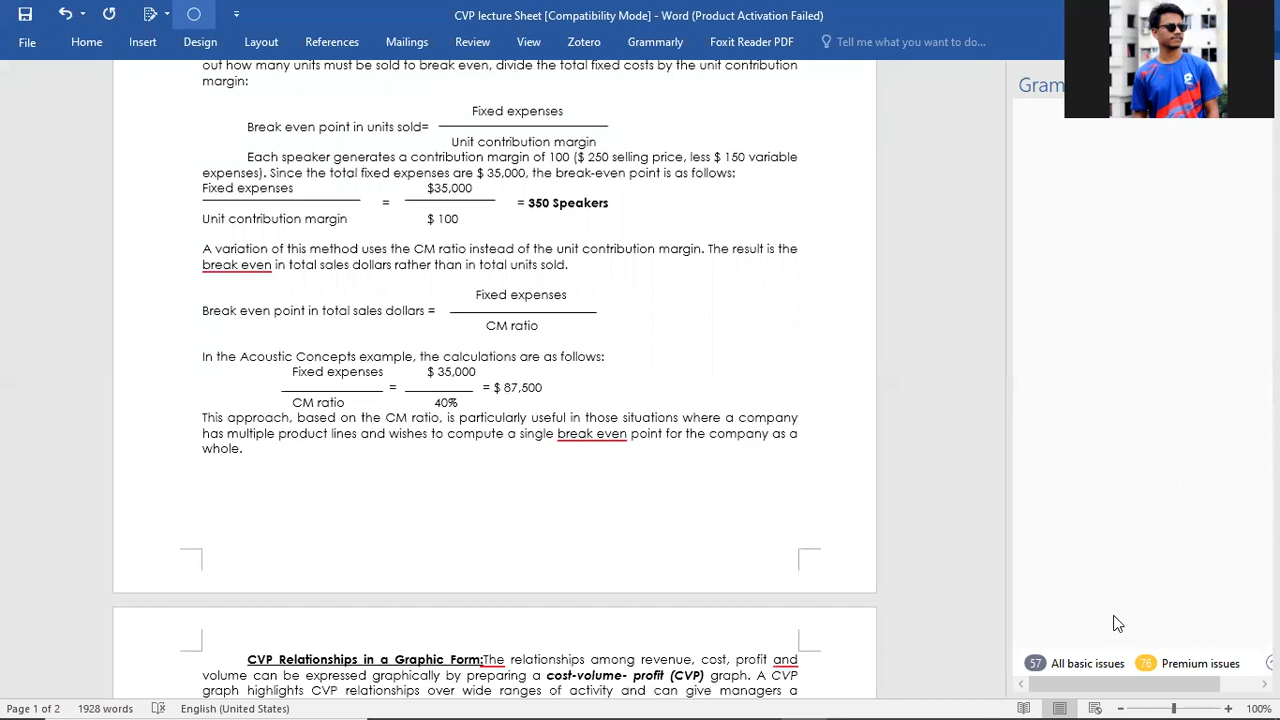 CVP lecture Sheet [Compatibility Mode] - Word (Product Activation Failed)
File Home Insert Design Layout References Mailings Review View Zotero Grammarly Foxit Reader PDF Tell me what you want to do...
out how many units must be sold to break even, divide the total fixed costs by the unit contribution
margin:
Fixed expenses
Break even point in units sold=
Unit contribution margin
Each speaker generates a contribution margin of 100 ($ 250 selling price, less $ 150 variable
expenses). Since the total fixed expenses are $ 35,000, the break-even point is as follows:
Fixed expenses $35,000
= = 350 Speakers
Unit contribution margin $ 100
A variation of this method uses the CM ratio instead of the unit contribution margin. The result is the
break even in total sales dollars rather than in total units sold.
Fixed expenses
Break even point in total sales dollars =
CM ratio
In the Acoustic Concepts example, the calculations are as follows:
Fixed expenses $ 35,000
= = $ 87,500
CM ratio 40%
This approach, based on the CM ratio, is particularly useful in those situations where a company
has multiple product lines and wishes to compute a single break even point for the company as a
whole.
CVP Relationships in a Graphic Form:The relationships among revenue, cost, profit and
volume can be expressed graphically by preparing a cost-volume- profit (CVP) graph. A CVP
graph highlights CVP relationships over wide ranges of activity and can give managers a
Gram
57 All basic issues 76 Premium issues
Page 1 of 2 1928 words English (United States) 100%